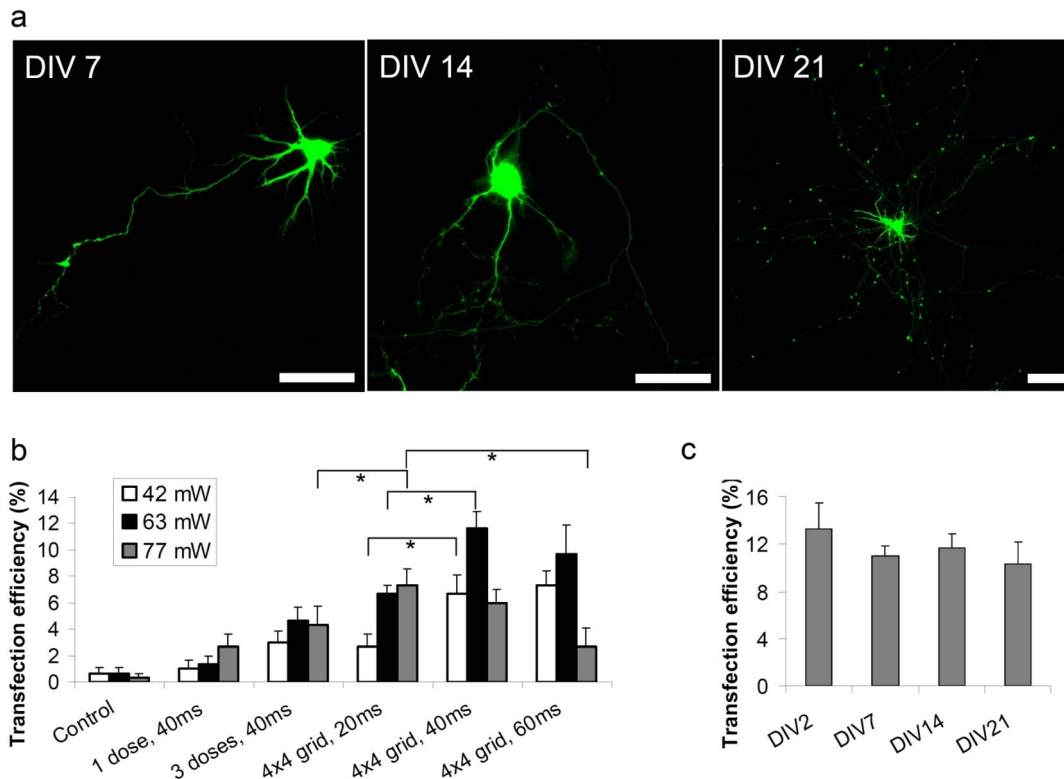 a
DIV 7
DIV 14
DIV 21
b
Transfection efficiency (%)
14
12
10
8
6
4
2
0
42 mW
63 mW
77 mW
*
*
*
*
Control
1 dose, 40ms
3 doses, 40ms
4x4 grid, 20ms
4x4 grid, 40ms
4x4 grid, 60ms
c
Transfection efficiency (%)
16
12
8
4
0
DIV2
DIV7
DIV14
DIV21